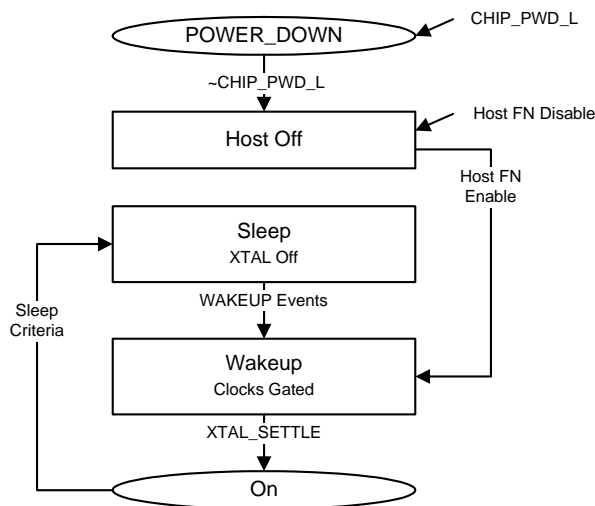 CHIP_PWD_L
POWER_DOWN
~CHIP_PWD_L
Host FN Disable
Host Off
Host FN
Enable
Sleep
XTAL Off
WAKEUP Events
Sleep
Criteria
Wakeup
Clocks Gated
XTAL_SETTLE
On